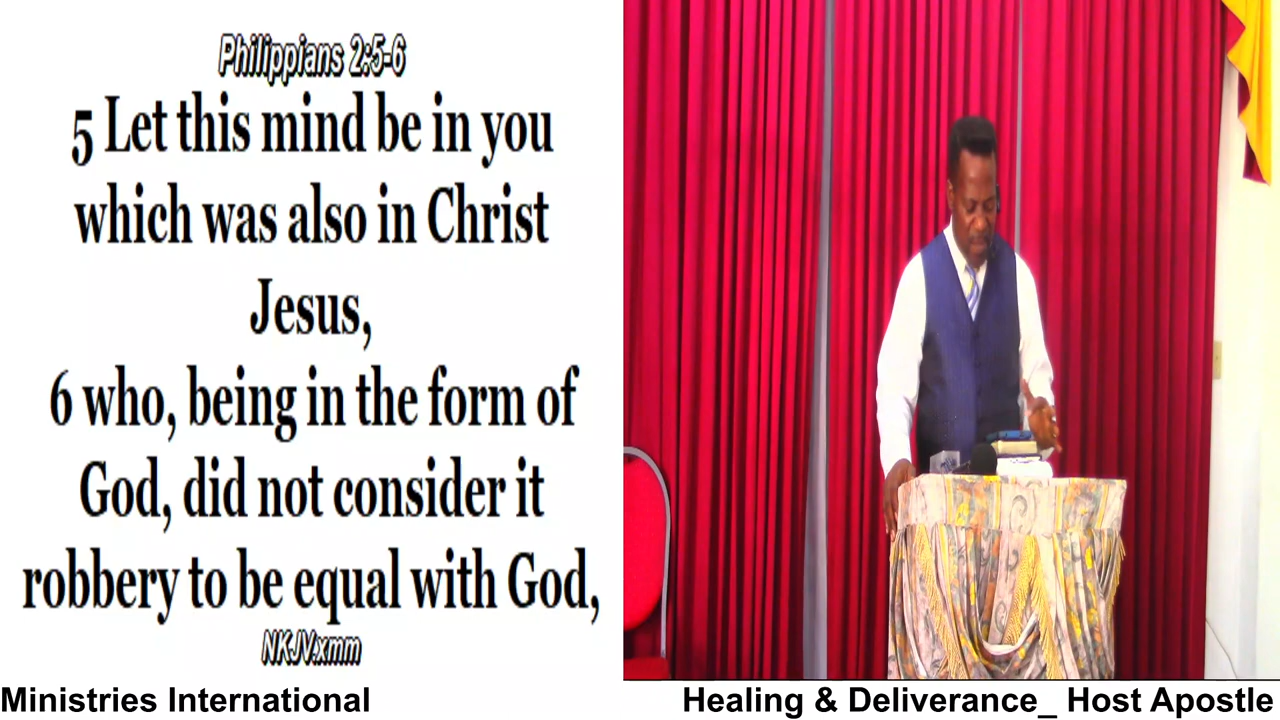 Philippians 2:5-6
5 Let this mind be in you
which was also in Christ
Jesus,
6 who, being in the form of
God, did not consider it
robbery to be equal with God,
NKJV.xmm
Ministries International
Healing & Deliverance_ Host Apostle